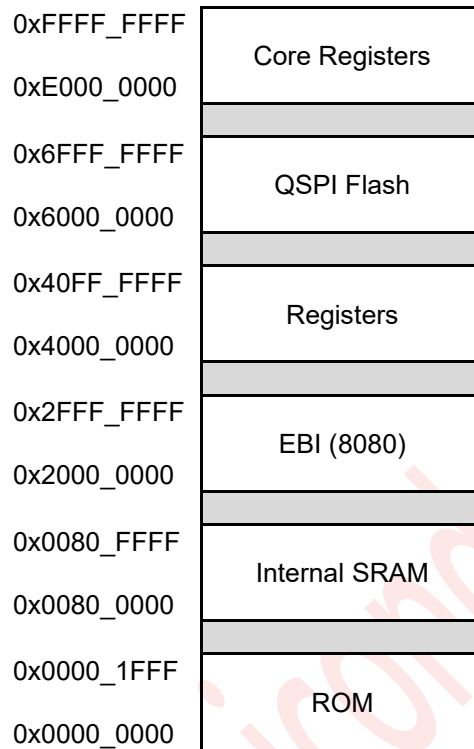 0xFFFF_FFFF
Core Registers
0xE000_0000
0x6FFF_FFFF
QSPI Flash
0x6000_0000
0x40FF_FFFF
Registers
0x4000_0000
0x2FFF_FFFF
EBI (8080)
0x2000_0000
0x0080_FFFF
Internal SRAM
0x0080_0000
0x0000_1FFF
ROM
0x0000_0000